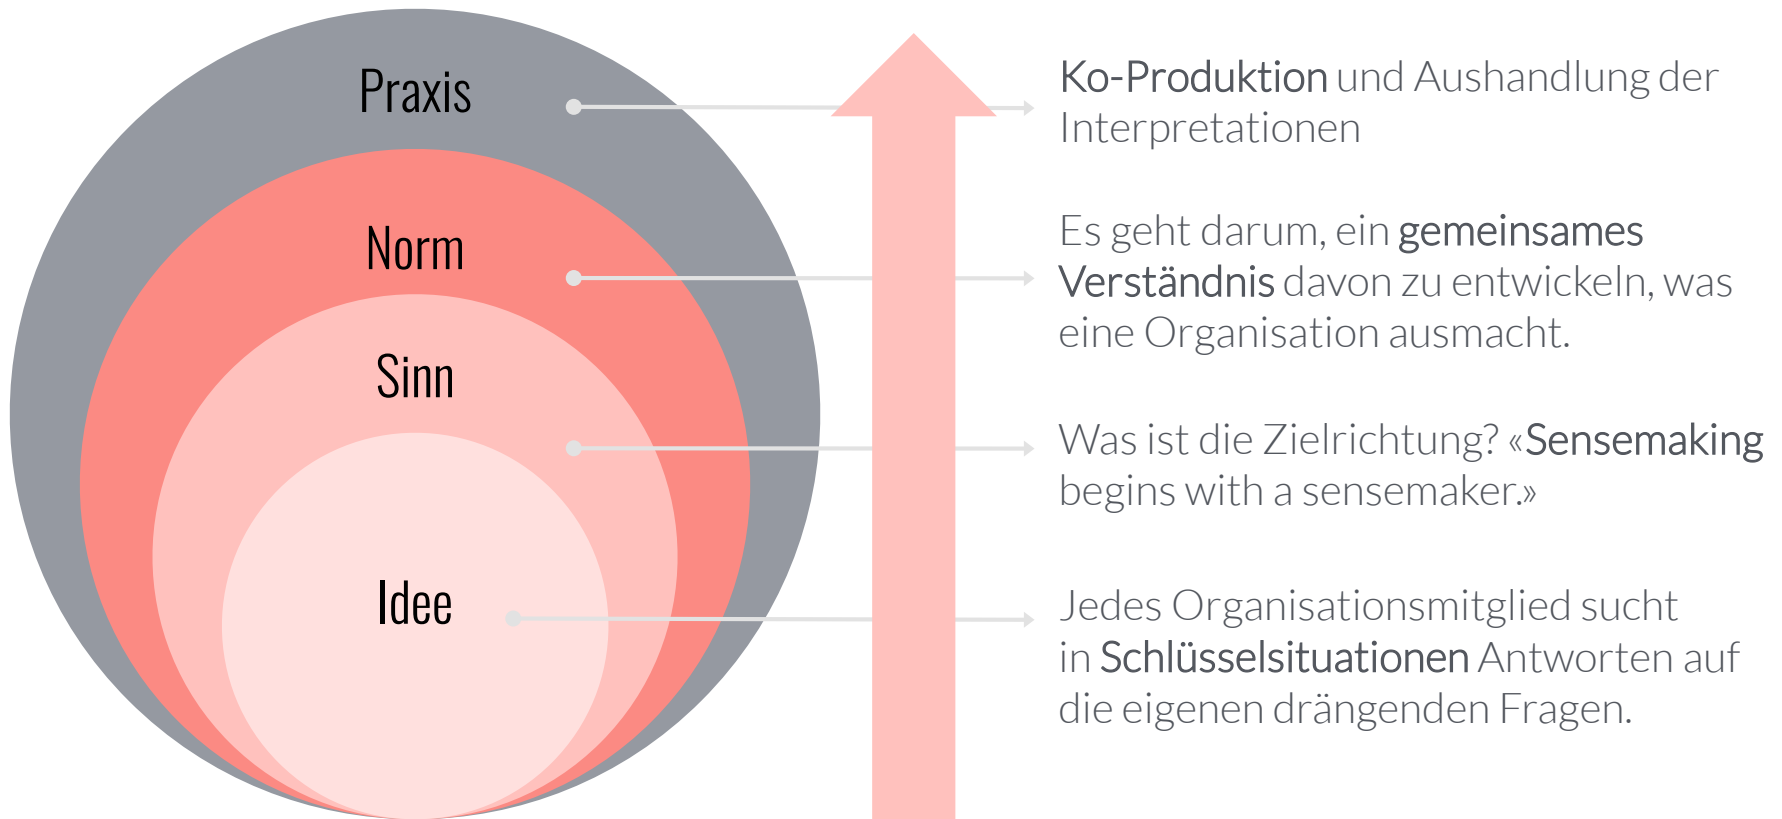 Praxis
Ko-Produktion und Aushandlung der
Interpretationen
Norm
Es geht darum, ein gemeinsames
Verständnis davon zu entwickeln, was
eine Organisation ausmacht.
Sinn
Was ist die Zielrichtung? «Sensemaking
begins with a sensemaker.»
Idee
Jedes Organisationsmitglied sucht
in Schlüsselsituationen Antworten auf
die eigenen drängenden Fragen.